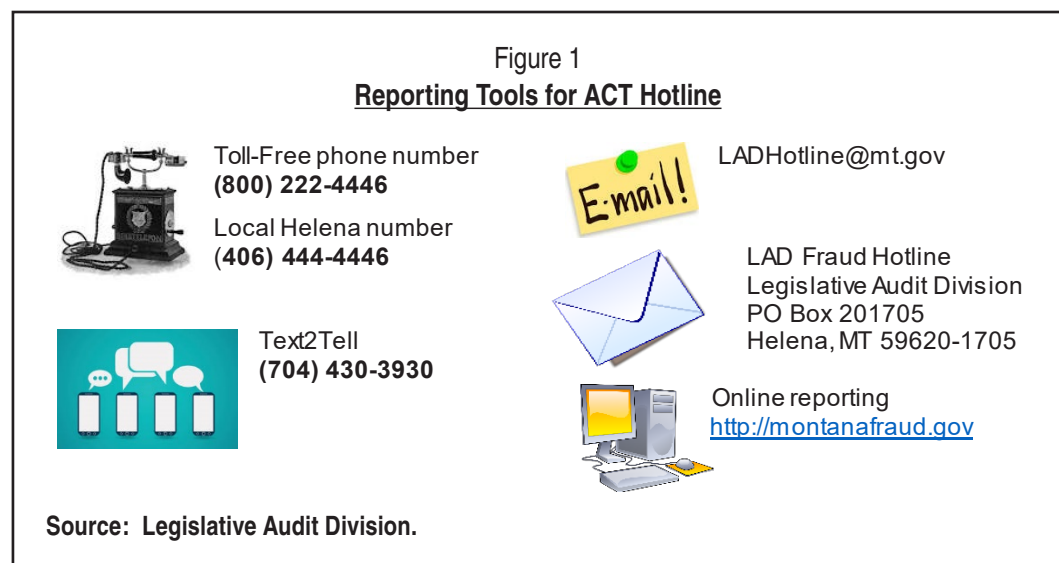 Figure 1
Reporting Tools for ACT Hotline
Toll-Free phone number
(800) 222-4446
Local Helena number
(406) 444-4446
Text2Tell
(704) 430-3930
E-mail!
LADHotline@mt.gov
LAD Fraud Hotline
Legislative Audit Division
PO Box 201705
Helena, MT 59620-1705
Online reporting
http://montanafraud.gov
Source: Legislative Audit Division.